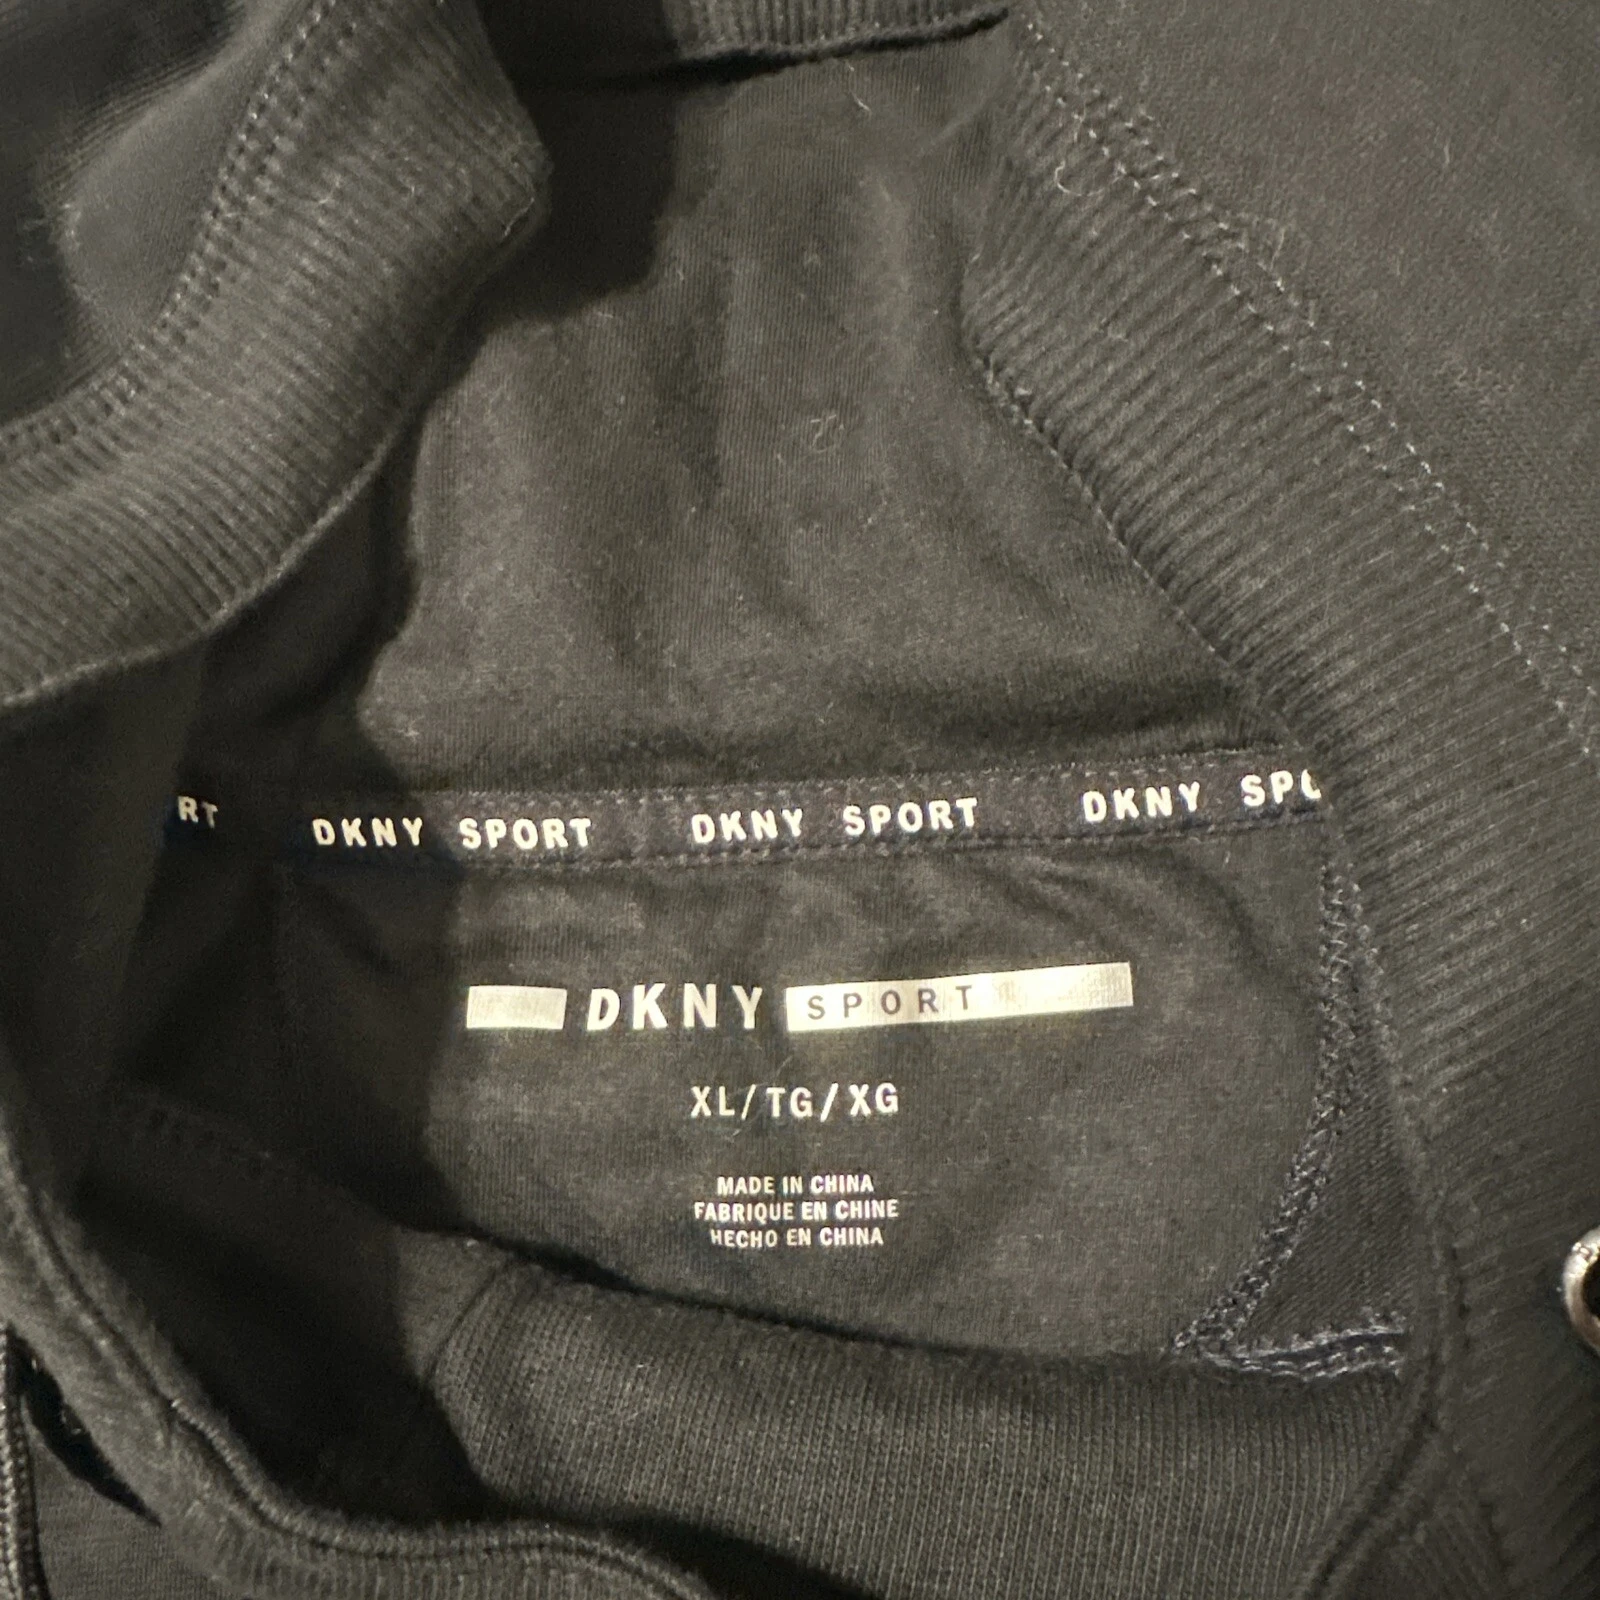 RT DKNY SPORT DKNY SPORT DKNY SPO
DKNY SPORT
XL/TG/XG
MADE IN CHINA
FABRIQUE EN CHINE
HECHO EN CHINA